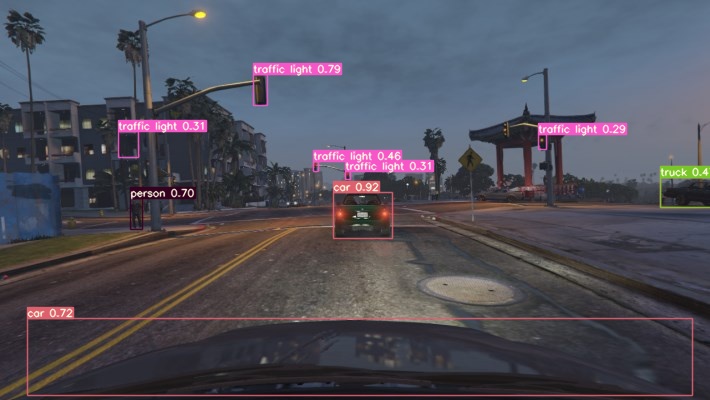 traffic light 0.79
traffic light 0.31
traffic light 0.29
traffic light 0.46
traffic light 0.31
truck 0.4
car 0.92
person 0.70
car 0.72